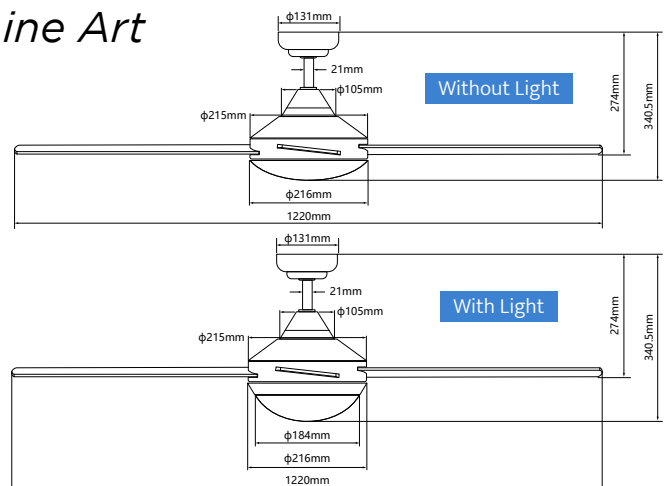 ine Art
ϕ131mm
21mm
ϕ105mm
Without Light
ϕ215mm
274mm
340.5mm
ϕ216mm
1220mm
ϕ131mm
21mm
ϕ105mm
With Light
ϕ215mm
274mm
340.5mm
ϕ184mm
ϕ216mm
1220mm